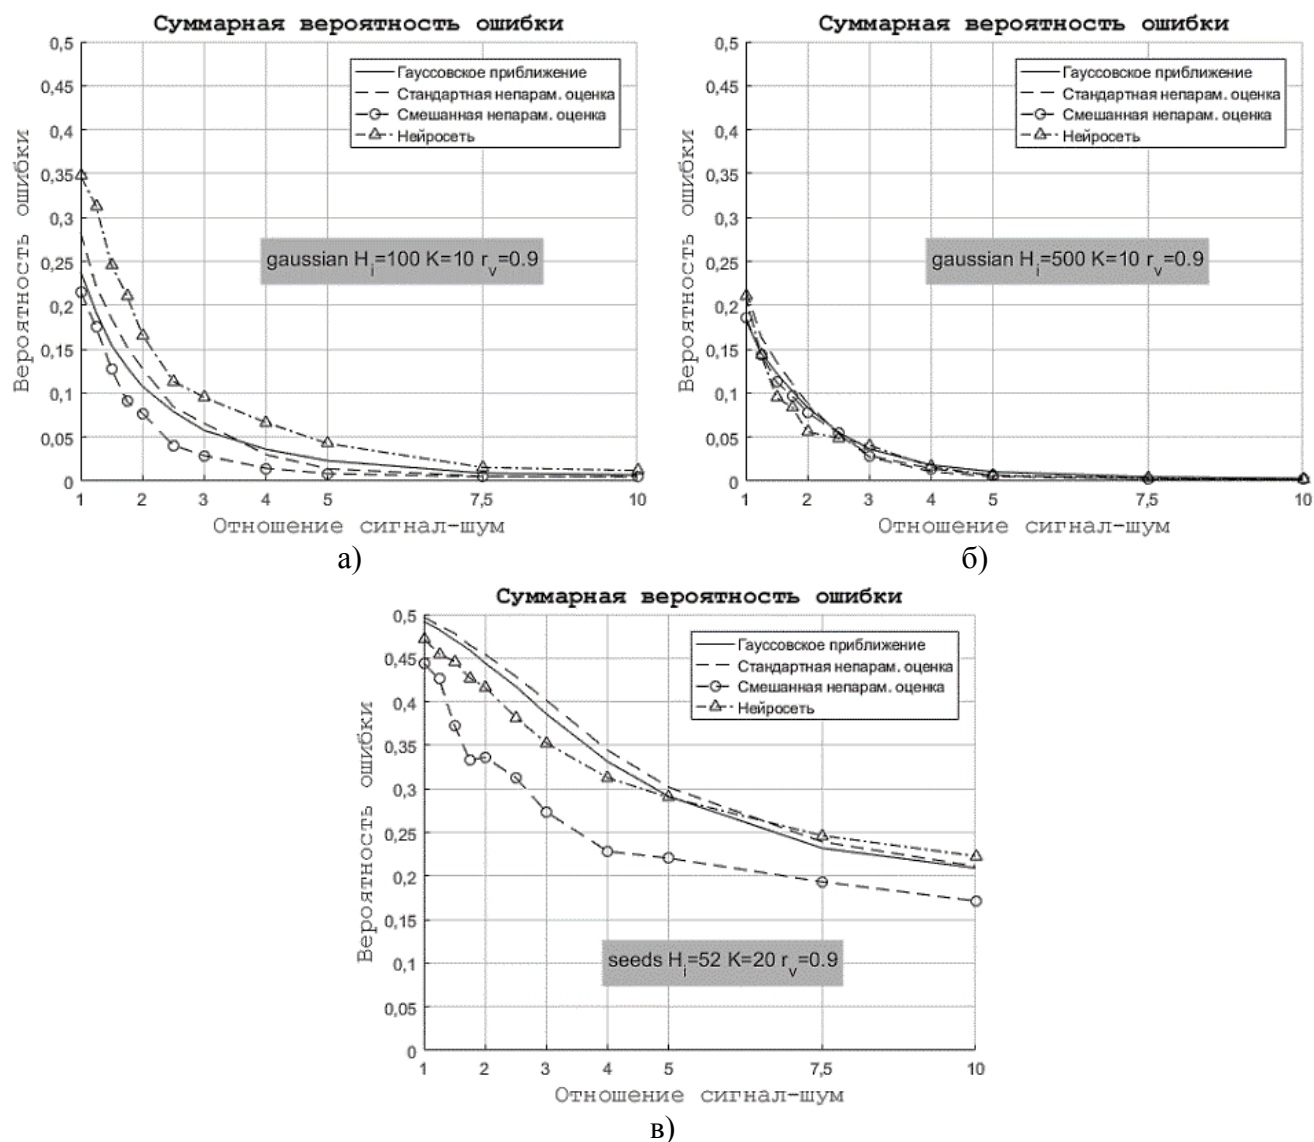 Суммарная вероятность ошибки
Вероятность ошибки
0,5
0,45
0,4
0,35
0,3
0,25
0,2
0,15
0,1
0,05
0
Гауссовское приближение
Стандартная непарам. оценка
Смешанная непарам. оценка
Нейросеть
gaussian Hi=100 K=10 rv=0.9
1 2 3 4 5 7,5 10
Отношение сигнал-шум
а)
Суммарная вероятность ошибки
Вероятность ошибки
0,5
0,45
0,4
0,35
0,3
0,25
0,2
0,15
0,1
0,05
0
Гауссовское приближение
Стандартная непарам. оценка
Смешанная непарам. оценка
Нейросеть
gaussian Hi=500 K=10 rv=0.9
1 2 3 4 5 7,5 10
Отношение сигнал-шум
б)
Суммарная вероятность ошибки
Вероятность ошибки
0,5
0,45
0,4
0,35
0,3
0,25
0,2
0,15
0,1
0,05
0
Гауссовское приближение
Стандартная непарам. оценка
Смешанная непарам. оценка
Нейросеть
seeds Hi=52 K=20 rv=0.9
1 2 3 4 5 7,5 10
Отношение сигнал-шум
в)